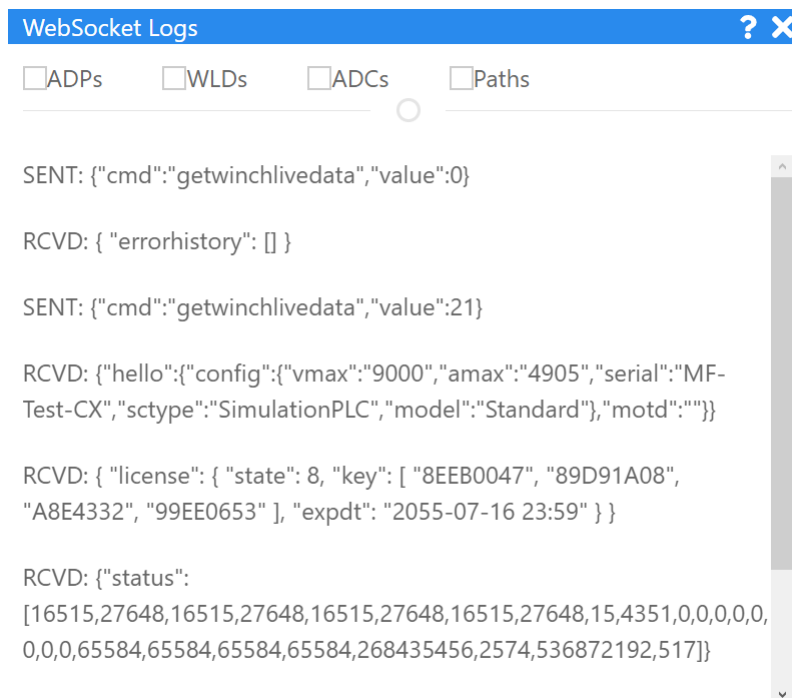 WebSocket Logs ?
ADPs WLDs ADCs Paths
SENT: {"cmd":"getwinchlivedata","value":0}
RCVD: { "errorhistory": [] }
SENT: {"cmd":"getwinchlivedata","value":21}
RCVD: {"hello":{"config":{"vmax":"9000","amax":"4905","serial":"MF-
Test-CX","sctype":"SimulationPLC","model":"Standard"},"motd":""}}
RCVD: { "license": { "state": 8, "key": [ "8EEB0047", "89D91A08",
"A8E4332", "99EE0653" ], "expdt": "2055-07-16 23:59" } }
RCVD: {"status":
[16515,27648,16515,27648,16515,27648,16515,27648,15,4351,0,0,0,0,0,
0,0,0,65584,65584,65584,65584,268435456,2574,536872192,517]}